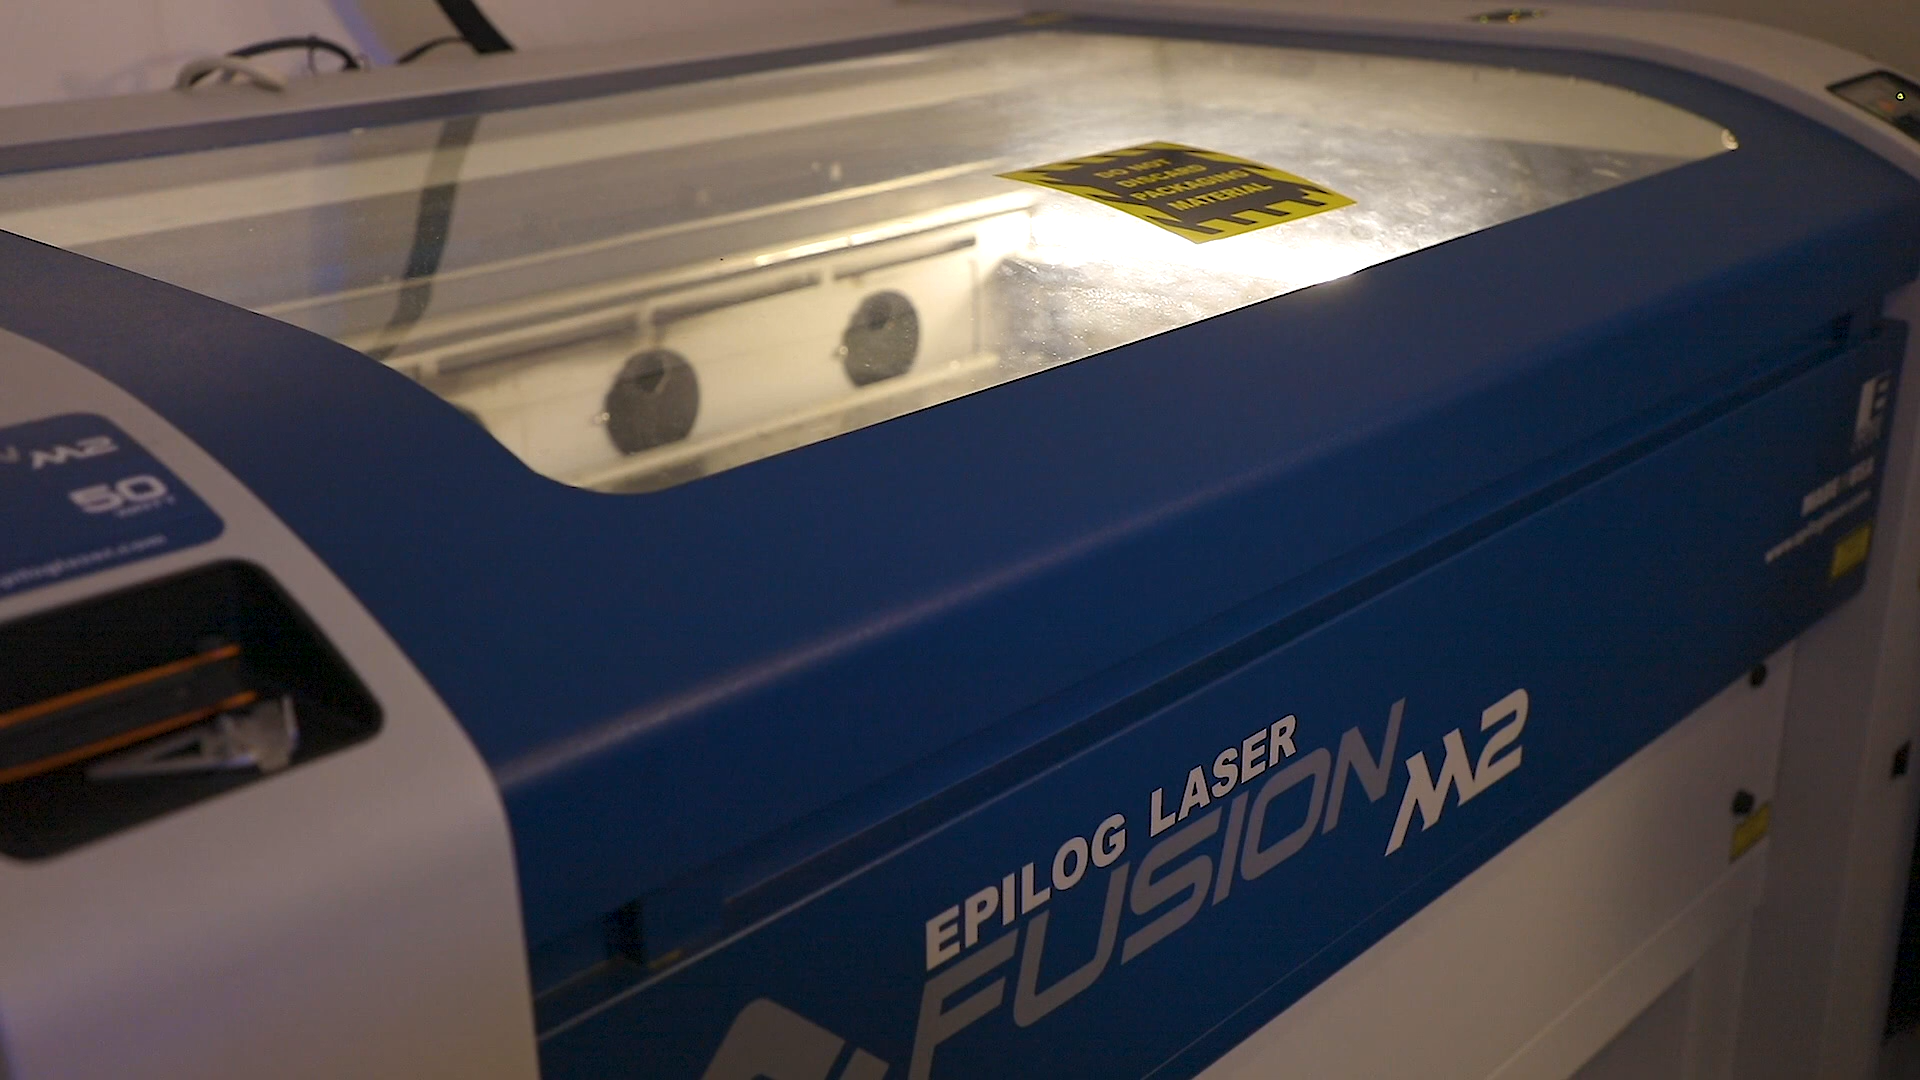 DO NOT
DISCARD
PACKAGING
MATERIAL
M2
50
EPILOG LASER
FUSION M2